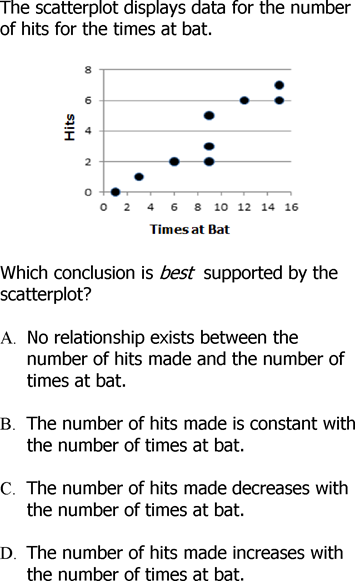 The scatterplot displays data for the number
of hits for the times at bat.
8
6
4
2
0
Hits
0 2 4 6 8 10 12 14 16
Times at Bat
Which conclusion is best supported by the
scatterplot?
A. No relationship exists between the
number of hits made and the number of
times at bat.
B. The number of hits made is constant with
the number of times at bat.
C. The number of hits made decreases with
the number of times at bat.
D. The number of hits made increases with
the number of times at bat.